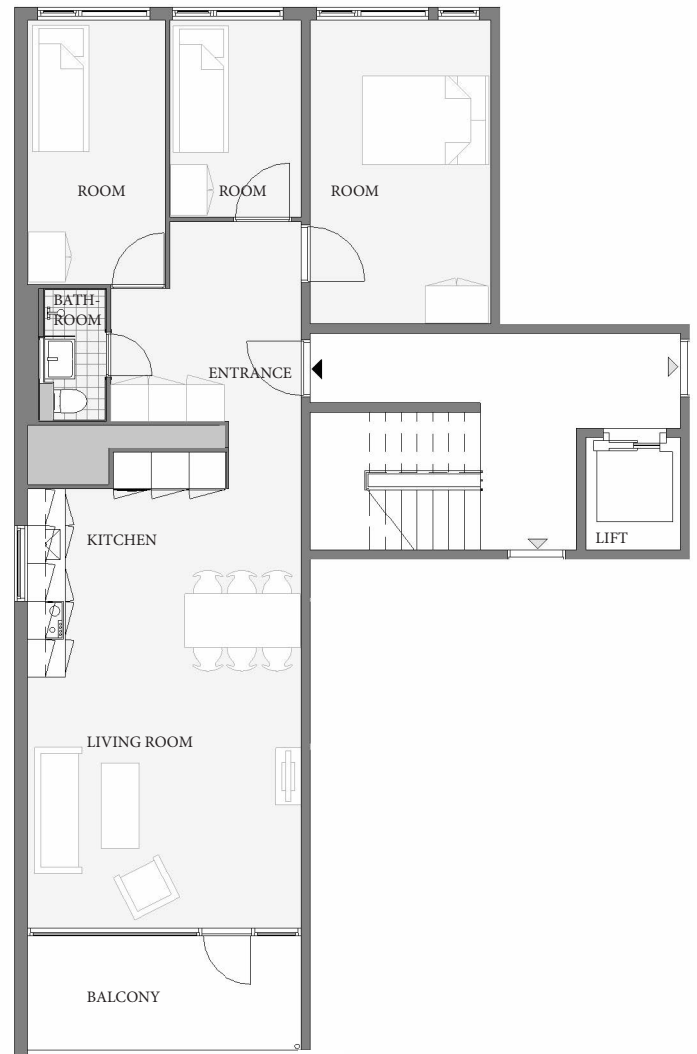 ROOM
ROOM
ROOM
BATH-
ROOM
ENTRANCE
KITCHEN
LIFT
LIVING ROOM
BALCONY